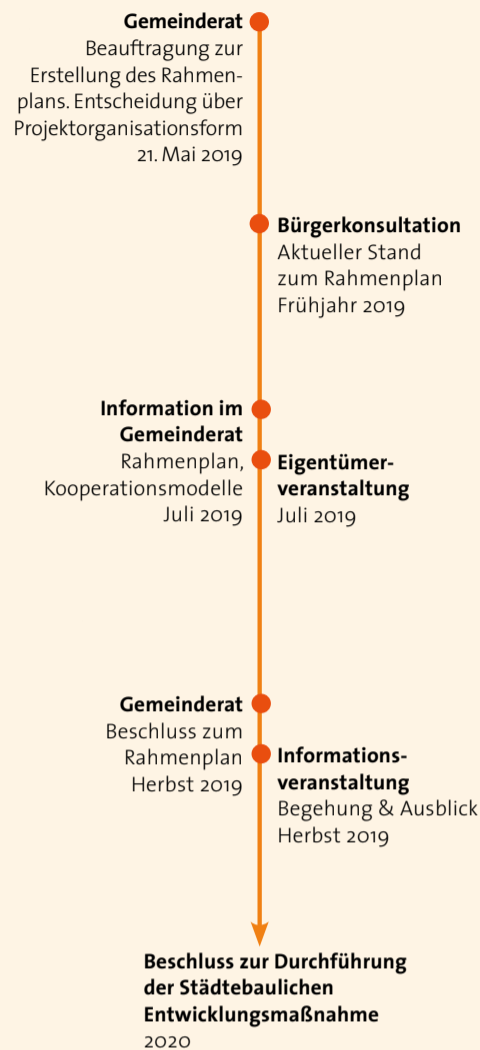 Gemeinderat
Beauftragung zur
Erstellung des Rahmen-
plans. Entscheidung über
Projektorganisationsform
21. Mai 2019
Bürgerkonsultation
Aktueller Stand
zum Rahmenplan
Frühjahr 2019
Information im
Gemeinderat
Rahmenplan,
Kooperationsmodelle
Juli 2019
Eigentümer-
veranstaltung
Juli 2019
Gemeinderat
Beschluss zum
Rahmenplan
Herbst 2019
Informations-
veranstaltung
Begehung & Ausblick
Herbst 2019
Beschluss zur Durchführung
der Städtebaulichen
Entwicklungsmaßnahme
2020